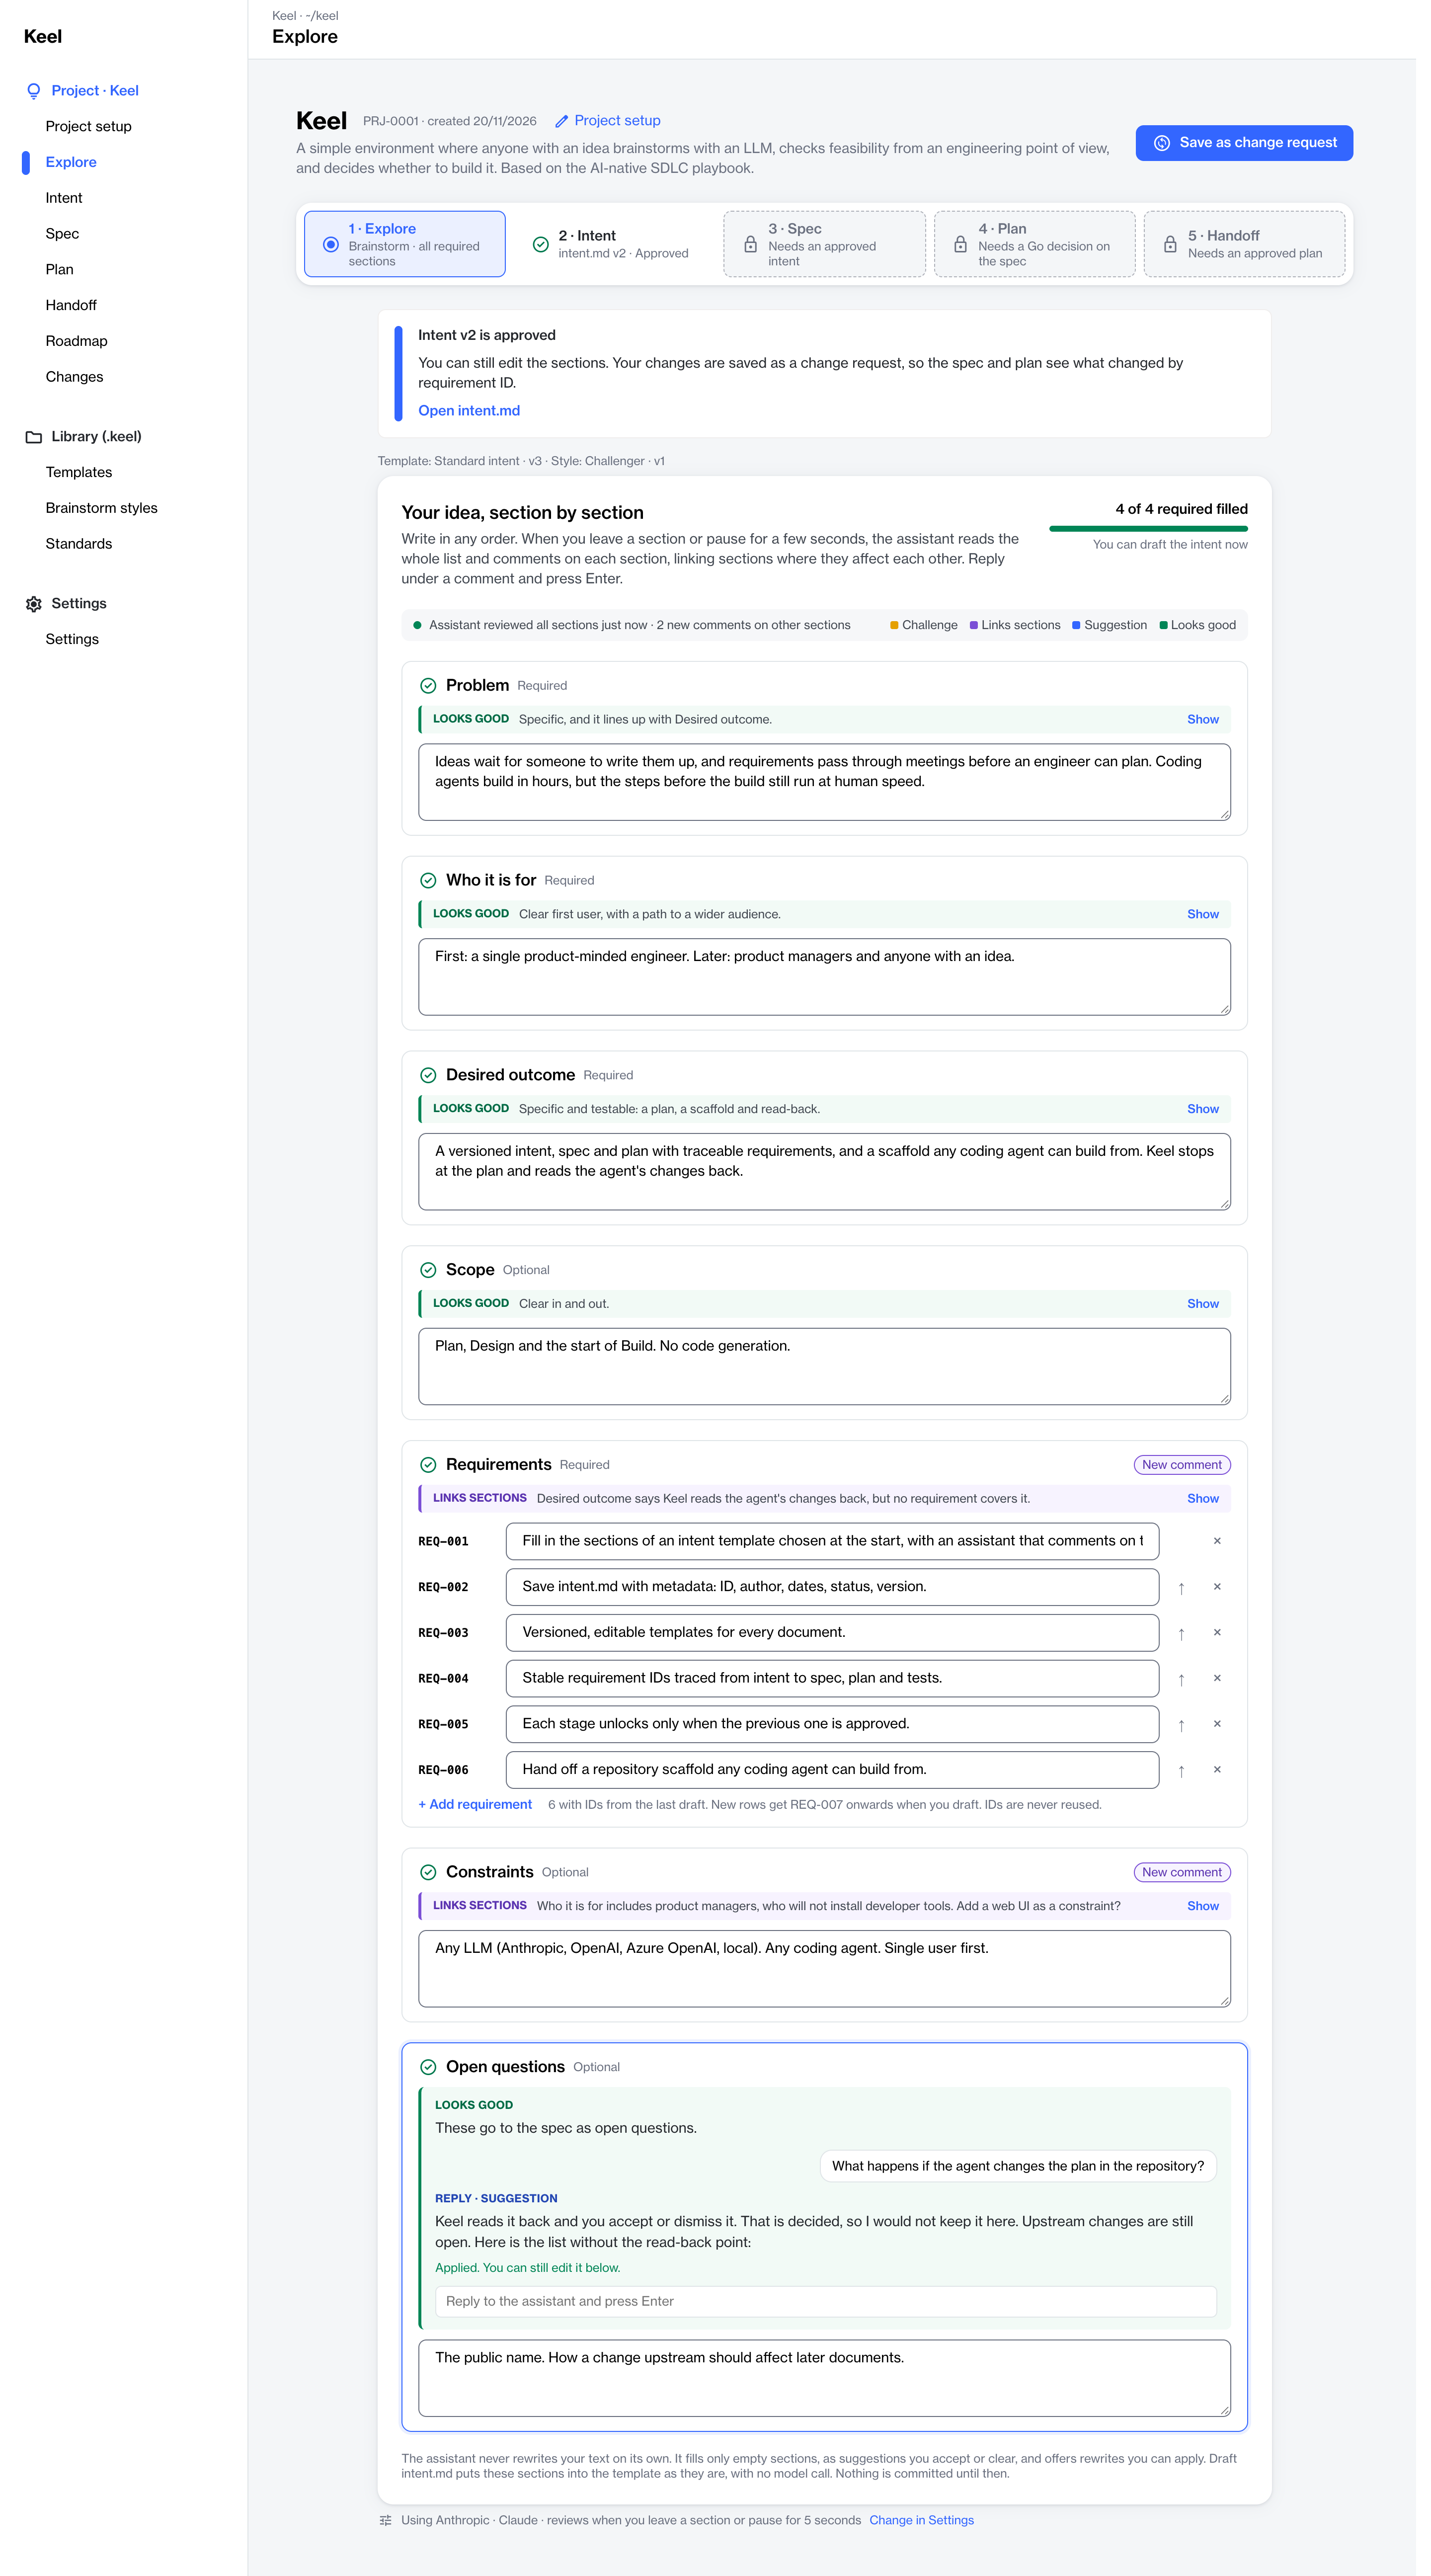 Keel
Project · Keel
Project setup
Explore
Intent
Spec
Plan
Handoff
Roadmap
Changes
Library (.keel)
Templates
Brainstorm styles
Standards
Settings
Settings
Keel · ~/keel
Explore
Keel PRJ-0001 · created 20/11/2026 Project setup
A simple environment where anyone with an idea brainstorms with an LLM, checks feasibility from an engineering point of view,
and decides whether to build it. Based on the AI-native SDLC playbook.
Save as change request
1 · Explore
Brainstorm · all required
sections
2 · Intent
intent.md v2 · Approved
3 · Spec
Needs an approved
intent
4 · Plan
Needs a Go decision on
the spec
5 · Handoff
Needs an approved plan
Intent v2 is approved
You can still edit the sections. Your changes are saved as a change request, so the spec and plan see what changed by
requirement ID.
Open intent.md
Template: Standard intent · v3 · Style: Challenger · v1
Your idea, section by section
Write in any order. When you leave a section or pause for a few seconds, the assistant reads the
whole list and comments on each section, linking sections where they affect each other. Reply
under a comment and press Enter.
4 of 4 required filled
You can draft the intent now
Assistant reviewed all sections just now · 2 new comments on other sections Challenge Links sections Suggestion Looks good
Problem Required
LOOKS GOOD Specific, and it lines up with Desired outcome. Show
Ideas wait for someone to write them up, and requirements pass through meetings before an engineer can plan. Coding
agents build in hours, but the steps before the build still run at human speed.
Who it is for Required
LOOKS GOOD Clear first user, with a path to a wider audience. Show
First: a single product-minded engineer. Later: product managers and anyone with an idea.
Desired outcome Required
LOOKS GOOD Specific and testable: a plan, a scaffold and read-back. Show
A versioned intent, spec and plan with traceable requirements, and a scaffold any coding agent can build from. Keel stops
at the plan and reads the agent's changes back.
Scope Optional
LOOKS GOOD Clear in and out. Show
Plan, Design and the start of Build. No code generation.
Requirements Required New comment
LINKS SECTIONS Desired outcome says Keel reads the agent's changes back, but no requirement covers it. Show
REQ-001 Fill in the sections of an intent template chosen at the start, with an assistant that comments on t ×
REQ-002 Save intent.md with metadata: ID, author, dates, status, version. ↑ ×
REQ-003 Versioned, editable templates for every document. ↑ ×
REQ-004 Stable requirement IDs traced from intent to spec, plan and tests. ↑ ×
REQ-005 Each stage unlocks only when the previous one is approved. ↑ ×
REQ-006 Hand off a repository scaffold any coding agent can build from. ↑ ×
+ Add requirement 6 with IDs from the last draft. New rows get REQ-007 onwards when you draft. IDs are never reused.
Constraints Optional New comment
LINKS SECTIONS Who it is for includes product managers, who will not install developer tools. Add a web UI as a constraint? Show
Any LLM (Anthropic, OpenAI, Azure OpenAI, local). Any coding agent. Single user first.
Open questions Optional
LOOKS GOOD
These go to the spec as open questions.
What happens if the agent changes the plan in the repository?
REPLY · SUGGESTION
Keel reads it back and you accept or dismiss it. That is decided, so I would not keep it here. Upstream changes are still
open. Here is the list without the read-back point:
Applied. You can still edit it below.
Reply to the assistant and press Enter
The public name. How a change upstream should affect later documents.
The assistant never rewrites your text on its own. It fills only empty sections, as suggestions you accept or clear, and offers rewrites you can apply. Draft
intent.md puts these sections into the template as they are, with no model call. Nothing is committed until then.
Using Anthropic · Claude · reviews when you leave a section or pause for 5 seconds Change in Settings